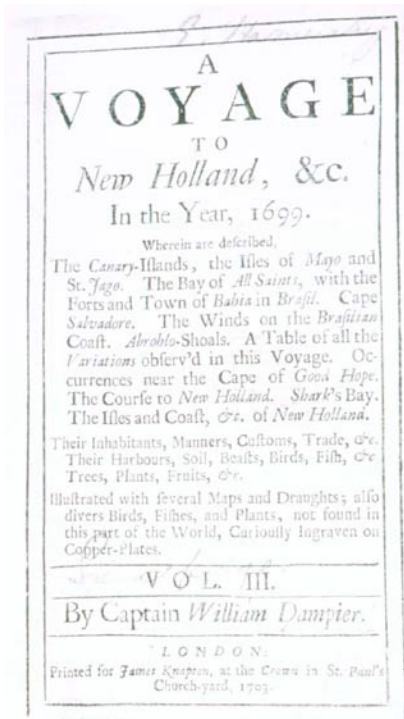 A
VOYAGE
TO
New Holland, &c.
In the Year, 1699.
Wherein are deſcribed,
The Canary-Iſlands, the Iſles of Mayo and
St. Jago. The Bay of All Saints, with the
Forts and Town of Bahia in Braſil. Cape
Salvadore. The Winds on the Braſilian
Coaſt. Abrohlo-Shoals. A Table of all the
Variations obſerv'd in this Voyage. Oc-
currences near the Cape of Good Hope.
The Courſe to New Holland. Shark's Bay.
The Iſles and Coaſt, &c. of New Holland.
Their Inhabitants, Manners, Cuſtoms, Trade, &c.
Their Harbours, Soil, Beaſts, Birds, Fiſh, &c
Trees, Plants, Fruits, &c.
Illuſtrated with ſeveral Maps and Draughts; alſo
divers Birds, Fiſhes, and Plants, not found in
this part of the World, Curiouſly Ingraven on
Copper-Plates.
VOL. III.
By Captain William Dampier.
LONDON:
Printed for James Knapton, at the Crown in St. Paul's
Church-yard, 1703.